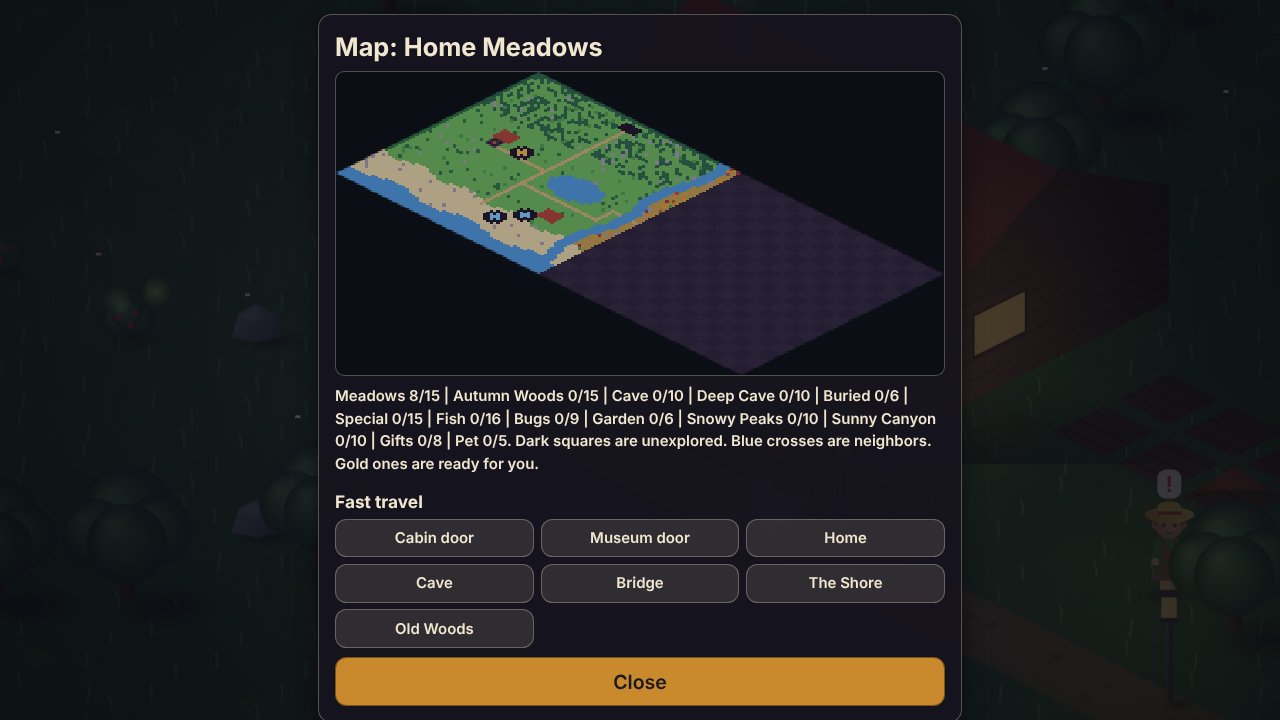 Map: Home Meadows
Meadows 8/15 | Autumn Woods 0/15 | Cave 0/10 | Deep Cave 0/10 | Buried 0/6 |
Special 0/15 | Fish 0/16 | Bugs 0/9 | Garden 0/6 | Snowy Peaks 0/10 | Sunny Canyon
0/10 | Gifts 0/8 | Pet 0/5. Dark squares are unexplored. Blue crosses are neighbors.
Gold ones are ready for you.
Fast travel
Cabin door
Museum door
Home
Cave
Bridge
The Shore
Old Woods
Close
!